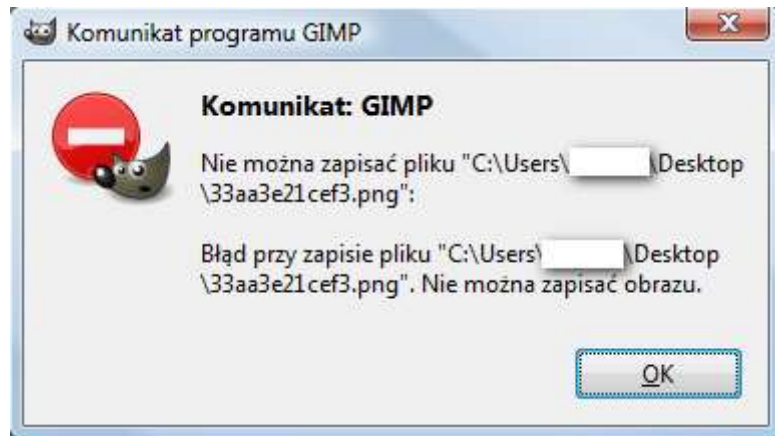 Komunikat programu GIMP
Komunikat: GIMP
Nie można zapisać pliku "C:\Users\ \Desktop
\33aa3e21cef3.png":
Błąd przy zapisie pliku "C:\Users\ \Desktop
\33aa3e21cef3.png". Nie można zapisać obrazu.
OK